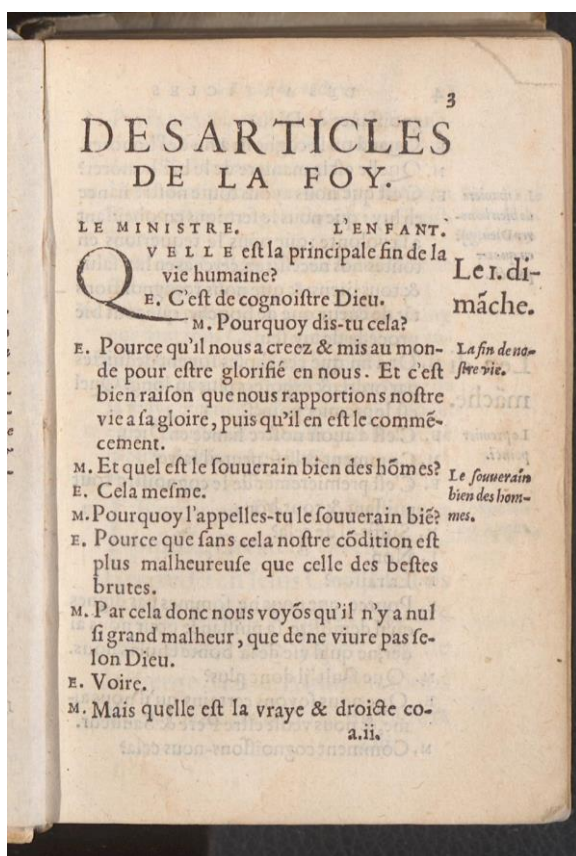 3
DES ARTICLES
DE LA FOY.
LE MINISTRE. L'ENFANT.
QVELLE eſt la principale fin de la
vie humaine?
E. C'eſt de cognoiſtre Dieu.
M. Pourquoy dis-tu cela?
E. Pource qu'il nous a creez & mis au mon-
de pour eſtre glorifié en nous. Et c'eſt
bien raiſon que nous rapportions noſtre
vie a ſa gloire, puis qu'il en eſt le commẽ-
cement.
M. Et quel eſt le ſouuerain bien des hõmes?
E. Cela meſme.
M. Pourquoy l'appelles-tu le ſouuerain biẽ?
E. Pource que ſans cela noſtre cõdition eſt
plus malheureuſe que celle des beſtes
brutes.
M. Par cela donc nous voyõs qu'il n'y a nul
ſi grand malheur, que de ne viure pas ſe-
lon Dieu.
E. Voire.
M. Mais quelle eſt la vraye & droicte co-
a.ii.
Le 1. di-
mãche.
La fin de no-
ſtre vie.
Le ſouuerain
bien des hom-
mes.